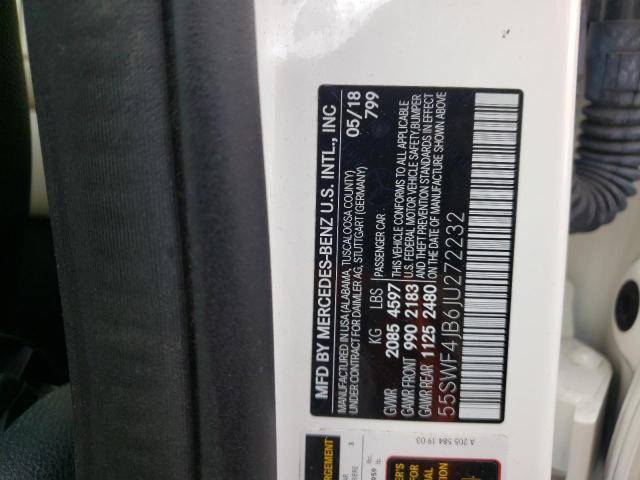 MFD BY MERCEDES-BENZ U.S. INTL., INC
MANUFACTURED IN USA (ALABAMA, TUSCALOOSA COUNTY)
UNDER CONTRACT FOR DAIMLER AG, STUTTGART (GERMANY)
05/18
799
KG LBS
GVWR 2085 4597
GAWR FRONT 990 2183
GAWR REAR 1125 2480
PASSENGER CAR
THIS VEHICLE CONFORMS TO ALL APPLICABLE
U.S. FEDERAL MOTOR VEHICLE SAFETY, BUMPER
AND THEFT PREVENTION STANDARDS IN EFFECT
ON THE DATE OF MANUFACTURE SHOWN ABOVE
55SWF4JB6JU272232
A 205 584 19 03